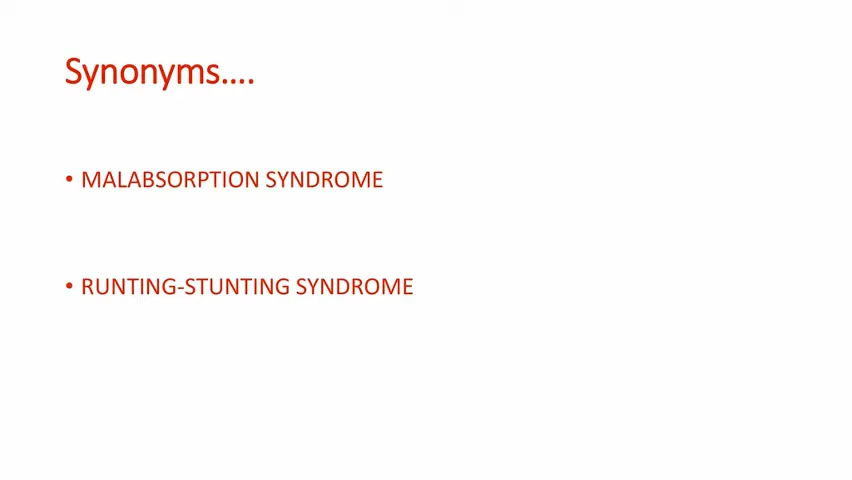 Synonyms....
• MALABSORPTION SYNDROME
• RUNTING-STUNTING SYNDROME